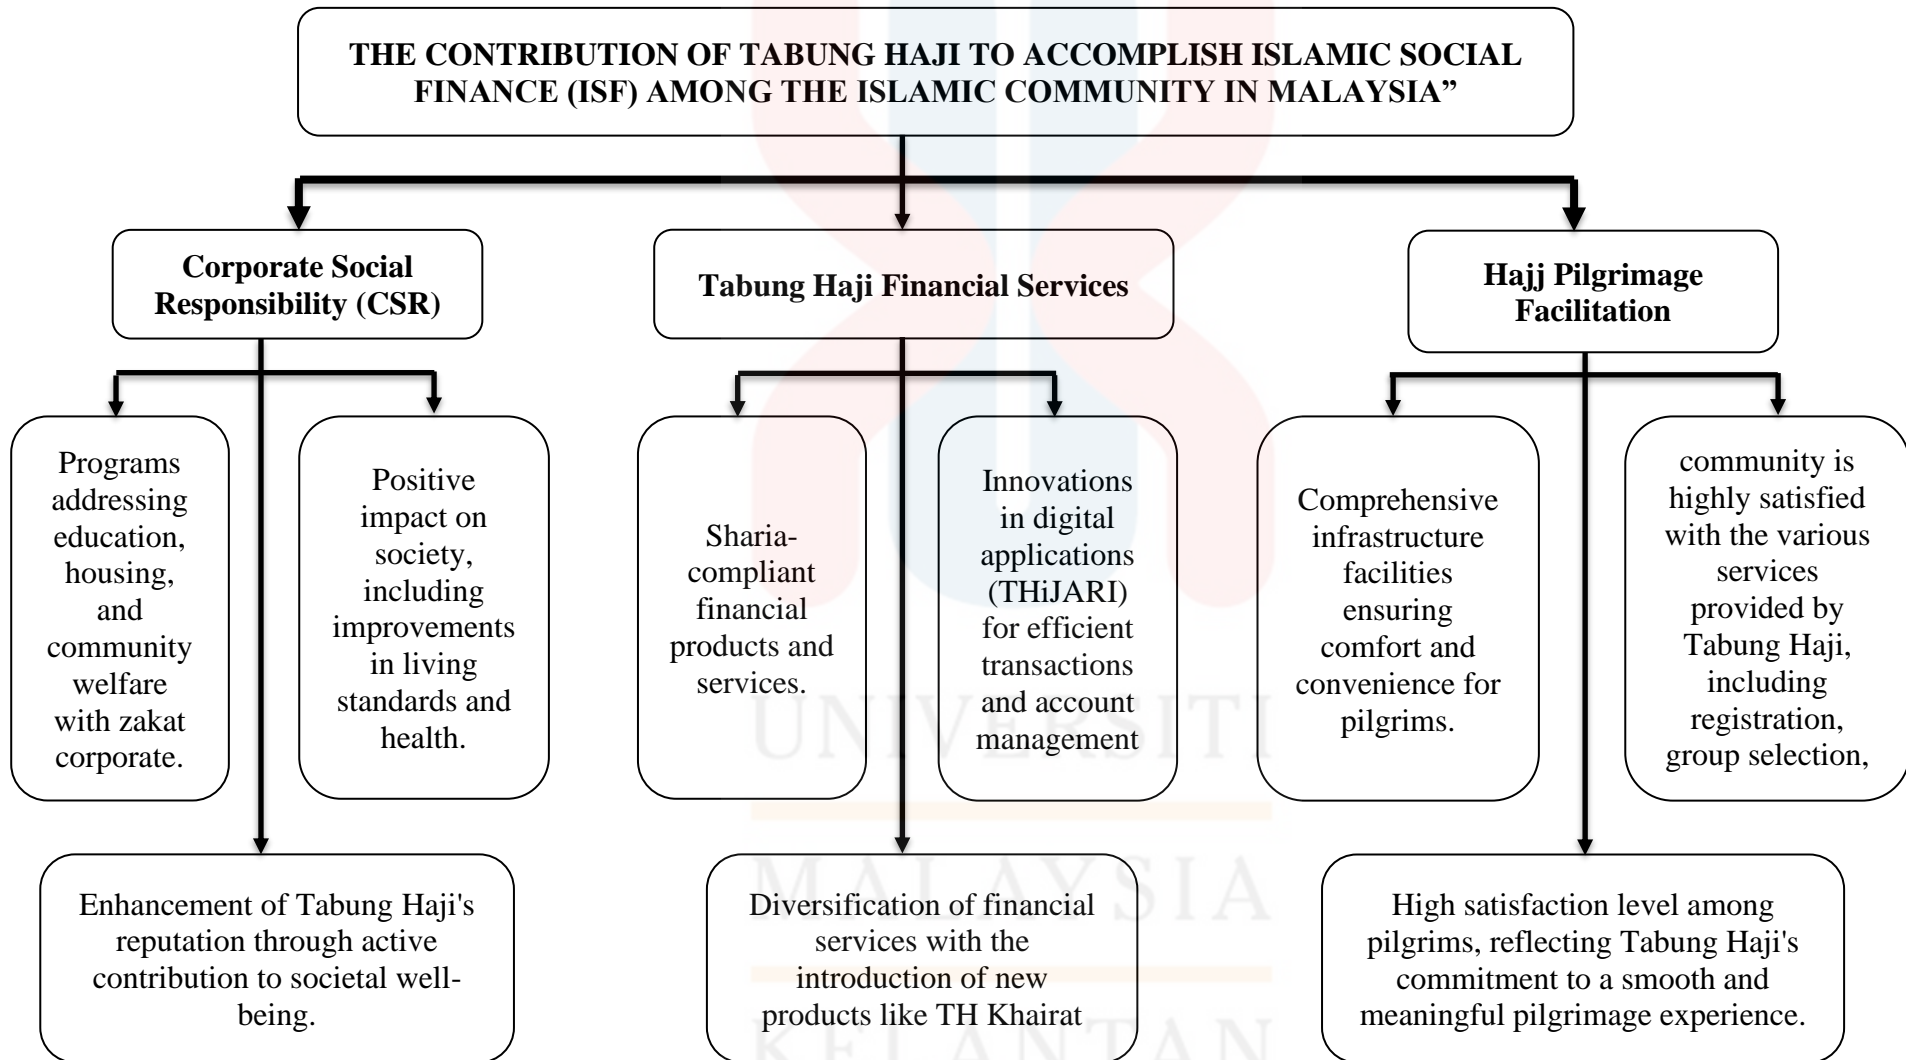 THE CONTRIBUTION OF TABUNG HAJI TO ACCOMPLISH ISLAMIC SOCIAL
FINANCE (ISF) AMONG THE ISLAMIC COMMUNITY IN MALAYSIA”
Corporate Social
Responsibility (CSR)
Tabung Haji Financial Services
Hajj Pilgrimage
Facilitation
Programs
addressing
education,
housing,
and
community
welfare
with zakat
corporate.
Positive
impact on
society,
including
improvements
in living
standards and
health.
Sharia-
compliant
financial
products and
services.
Innovations
in digital
applications
(THiJARI)
for efficient
transactions
and account
management
Comprehensive
infrastructure
facilities
ensuring
comfort and
convenience for
pilgrims.
community is
highly satisfied
with the various
services
provided by
Tabung Haji,
including
registration,
group selection,
Enhancement of Tabung Haji's
reputation through active
contribution to societal well-
being.
Diversification of financial
services with the
introduction of new
products like TH Khairat
High satisfaction level among
pilgrims, reflecting Tabung Haji's
commitment to a smooth and
meaningful pilgrimage experience.
UNIVERSITI
MALAYSIA
KELANTAN